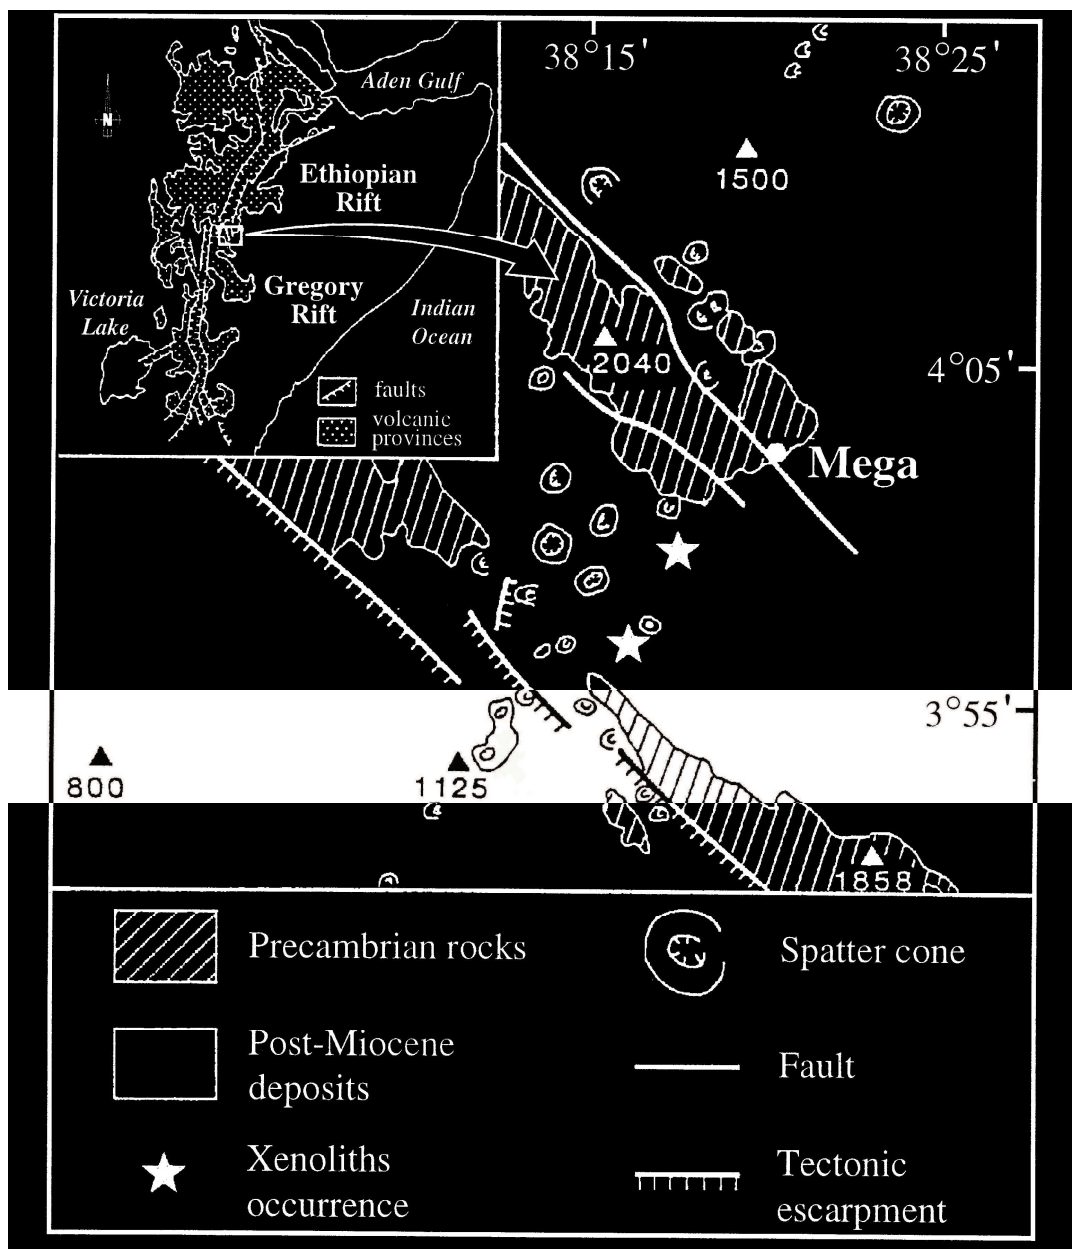 38°15'
38°25'
Aden Gulf
N
1500
Ethiopian
Rift
Gregory
Rift
Victoria
Lake
Indian
Ocean
2040
4°05'
faults
volcanic
provinces
Mega
3°55'
800
1125
1858
Precambrian rocks
Spatter cone
Post-Miocene
deposits
Fault
Xenoliths
occurrence
Tectonic
escarpment